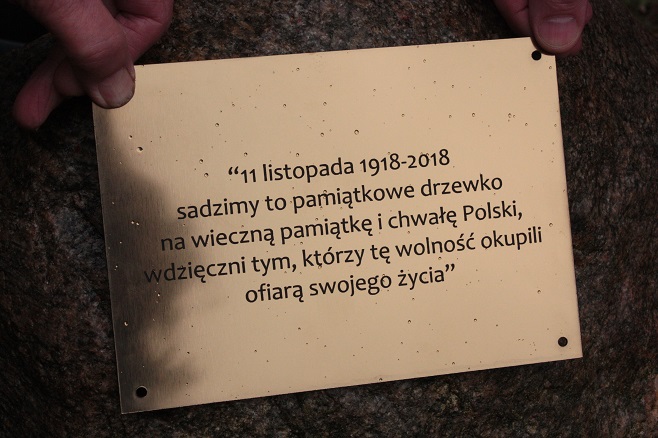 “11 listopada 1918-2018
sadzimy to pamiątkowe drzewko
na wieczną pamiątkę i chwałę Polski,
wdzięczni tym, którzy tę wolność okupili
ofiarą swojego życia”